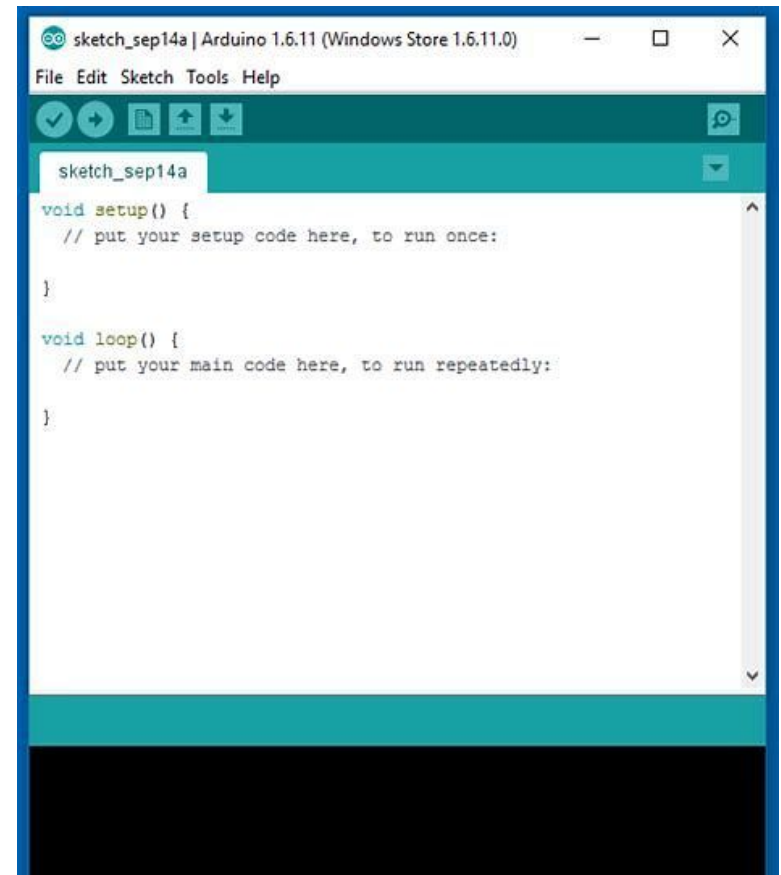 sketch_sep14a | Arduino 1.6.11 (Windows Store 1.6.11.0)
File Edit Sketch Tools Help
sketch_sep14a
void setup() {
  // put your setup code here, to run once:
}
void loop() {
  // put your main code here, to run repeatedly:
}